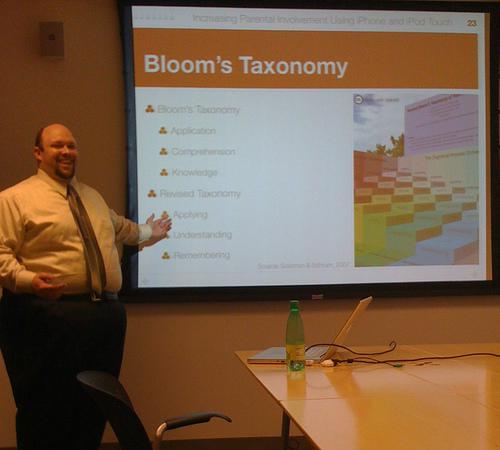 Increasing Parental Involvement Using iPhone and iPod Touch
23
Bloom's Taxonomy
Bloom's Taxonomy
Application
Comprehension
Knowledge
Revised Taxonomy
Applying
Understanding
Remembering